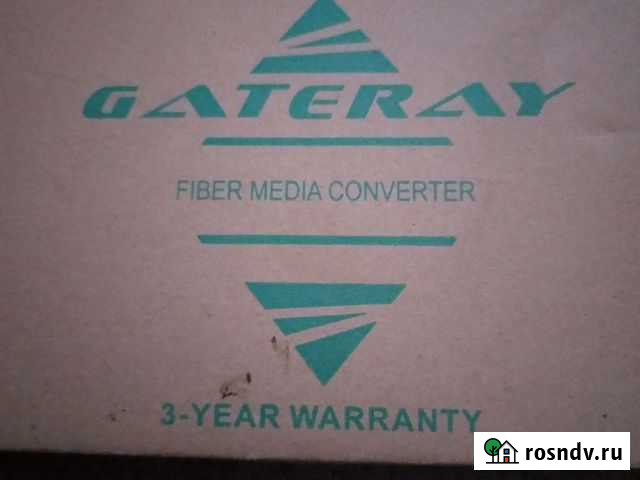 GATERAY
FIBER MEDIA CONVERTER
3-YEAR WARRANTY
rosndv.ru